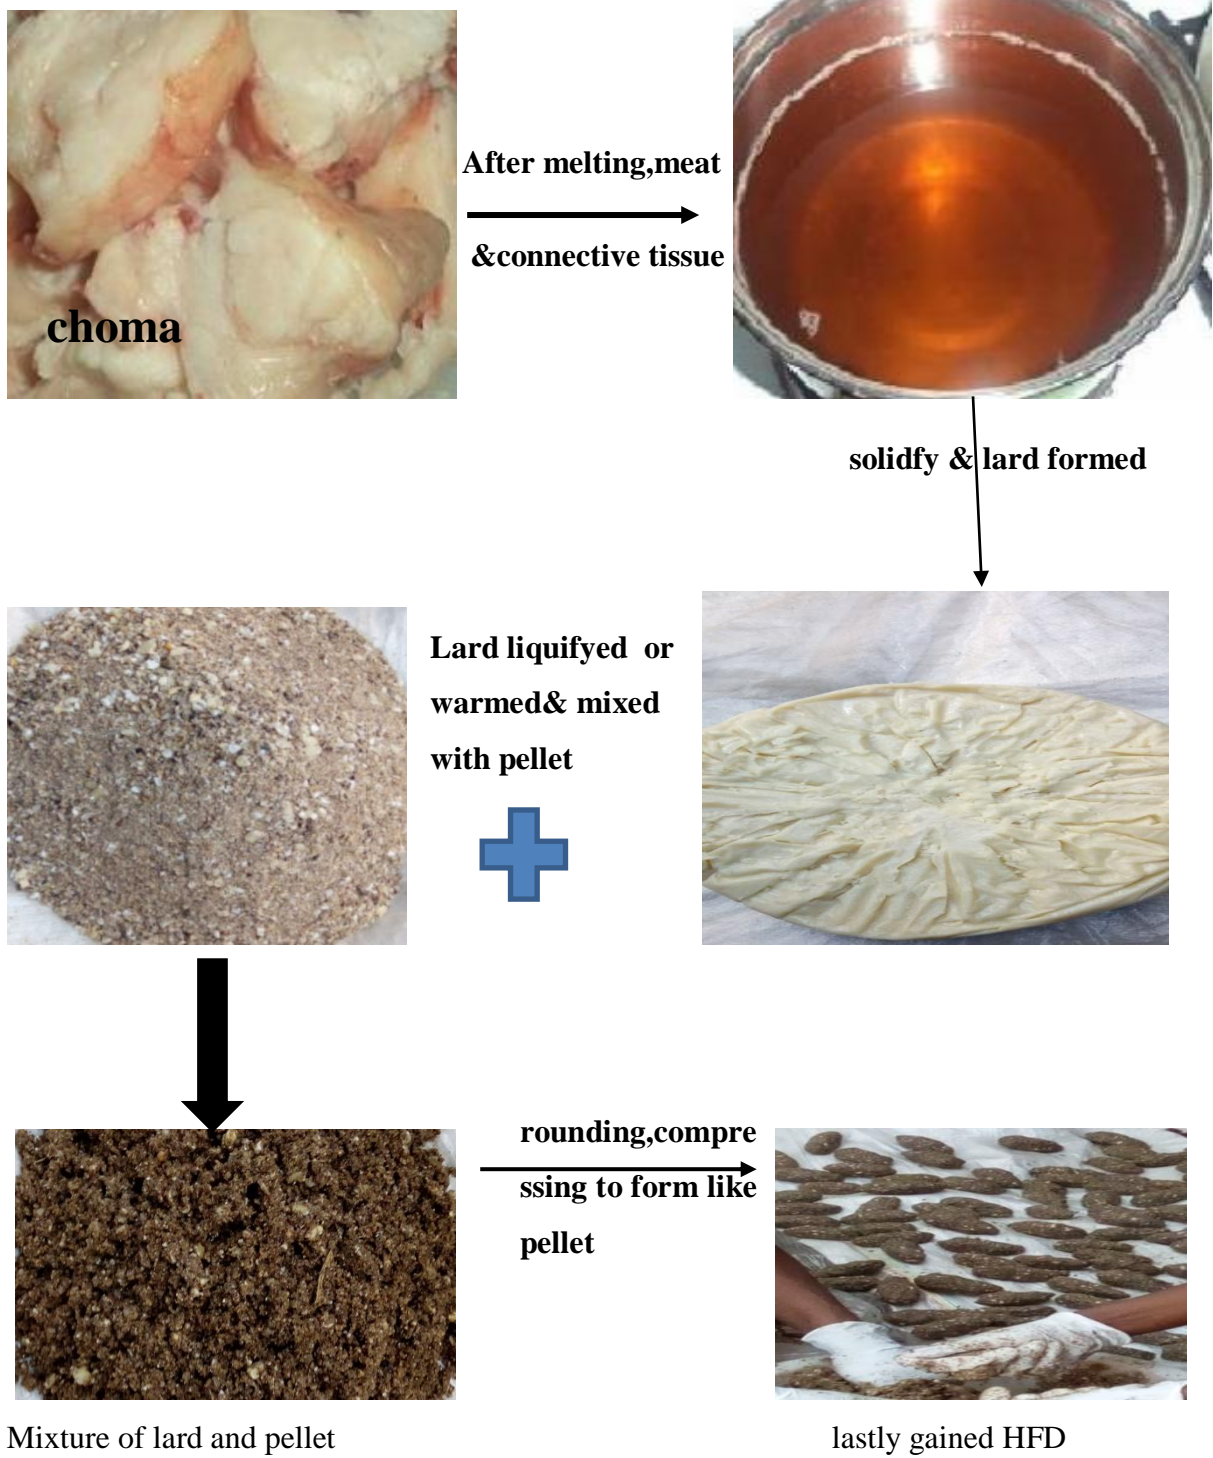 choma
After melting,meat
&connective tissue
solidfy & lard formed
Lard liquifyed or
warmed& mixed
with pellet
rounding,compre
ssing to form like
pellet
Mixture of lard and pellet
lastly gained HFD